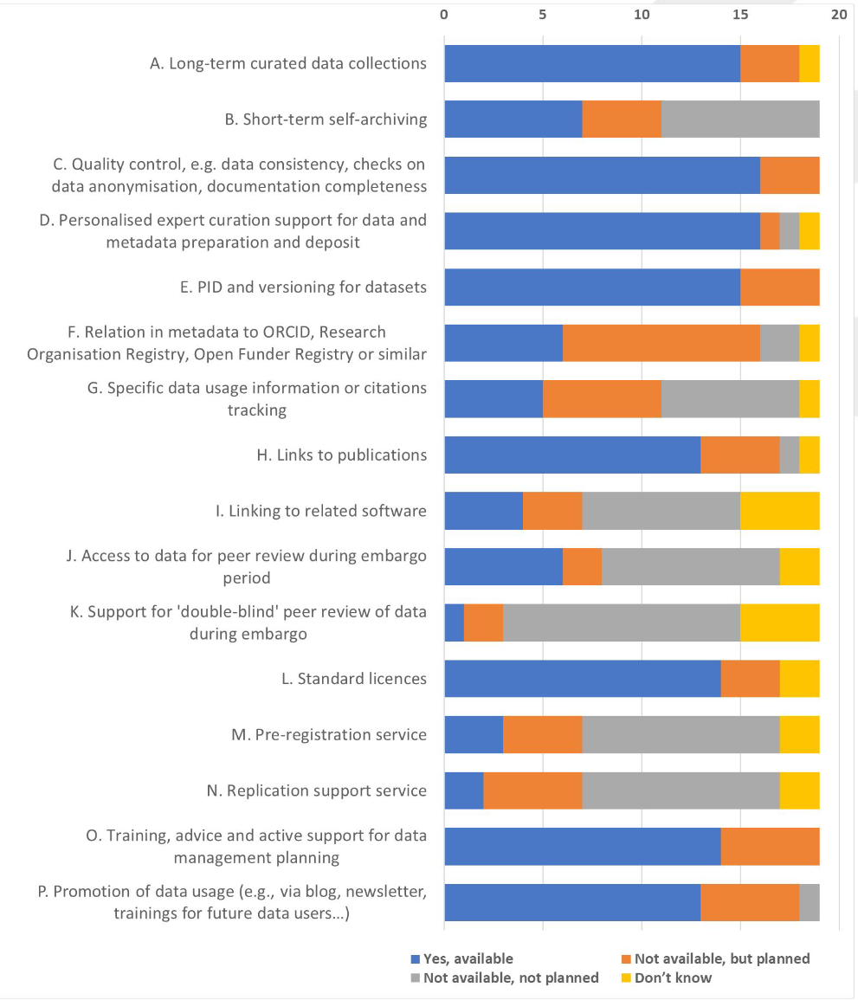 0 5 10 15 20
A. Long-term curated data collections
B. Short-term self-archiving
C. Quality control, e.g. data consistency, checks on
data anonymisation, documentation completeness
D. Personalised expert curation support for data and
metadata preparation and deposit
E. PID and versioning for datasets
F. Relation in metadata to ORCID, Research
Organisation Registry, Open Funder Registry or similar
G. Specific data usage information or citations
tracking
H. Links to publications
I. Linking to related software
J. Access to data for peer review during embargo
period
K. Support for 'double-blind' peer review of data
during embargo
L. Standard licences
M. Pre-registration service
N. Replication support service
O. Training, advice and active support for data
management planning
P. Promotion of data usage (e.g., via blog, newsletter,
trainings for future data users...)
Yes, available Not available, but planned
Not available, not planned Don’t know